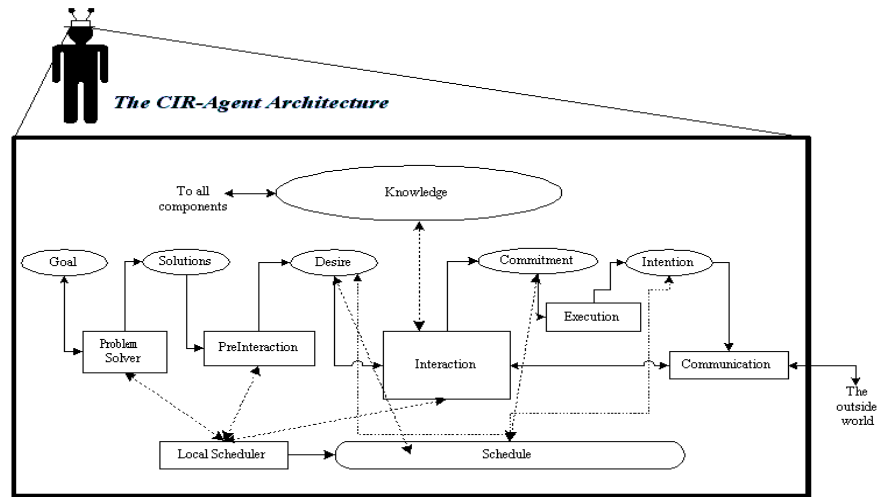 The CIR-Agent Architecture
To all
components
Knowledge
Goal
Solutions
Desire
Commitment
Intention
Execution
Problem
Solver
PreInteraction
Interaction
Communication
The
outside
world
Local Scheduler
Schedule